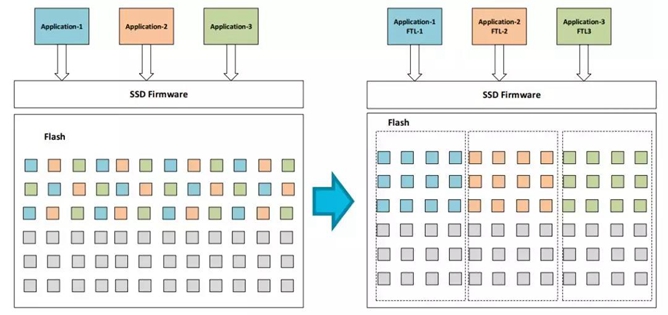 Application-1
Application-2
Application-3
SSD Firmware
Flash
Application-1
FTL-1
Application-2
FTL-2
Application-3
FTL3
SSD Firmware
Flash